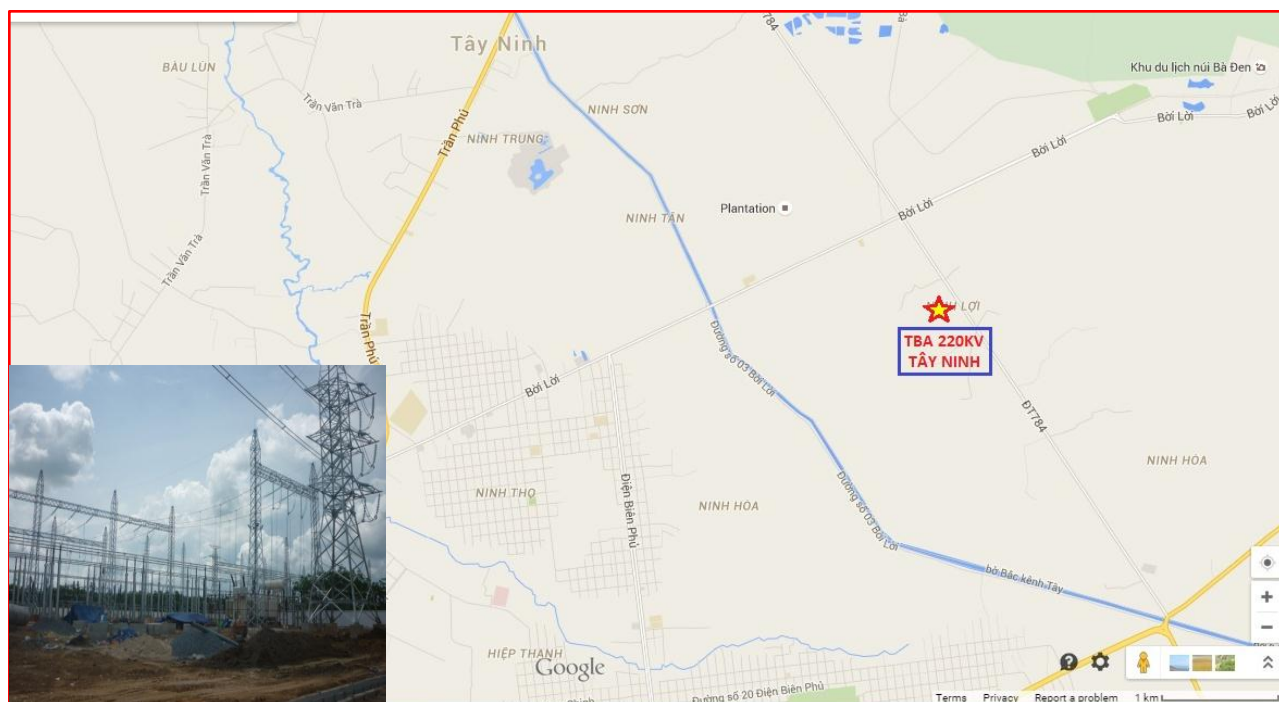 784
Bà
Tây Ninh
BÀU LÙN
Khu du lịch núi Bà Đen
Trần Văn Trà
NINH SƠN
Bời Lời
Bời Lời
Trần Phú
NINH TRUNG
Bời Lời
Trần Văn Trà
NINH TÂN
Plantation
Bời Lời
Trần Văn Trà
LỢI
TBA 220KV
TÂY NINH
Trần Phú
Đường số 03 Bời Lời
Bời Lời
ĐT784
NINH HÒA
NINH THỌ
Điện Biên Phủ
NINH HÒA
Đường số 03 Bời Lời
bờ Bắc kênh Tây
HIỆP THẠNH
Google
Đường số 20 Điện Biên Phủ
Terms Privacy Report a problem 1 km